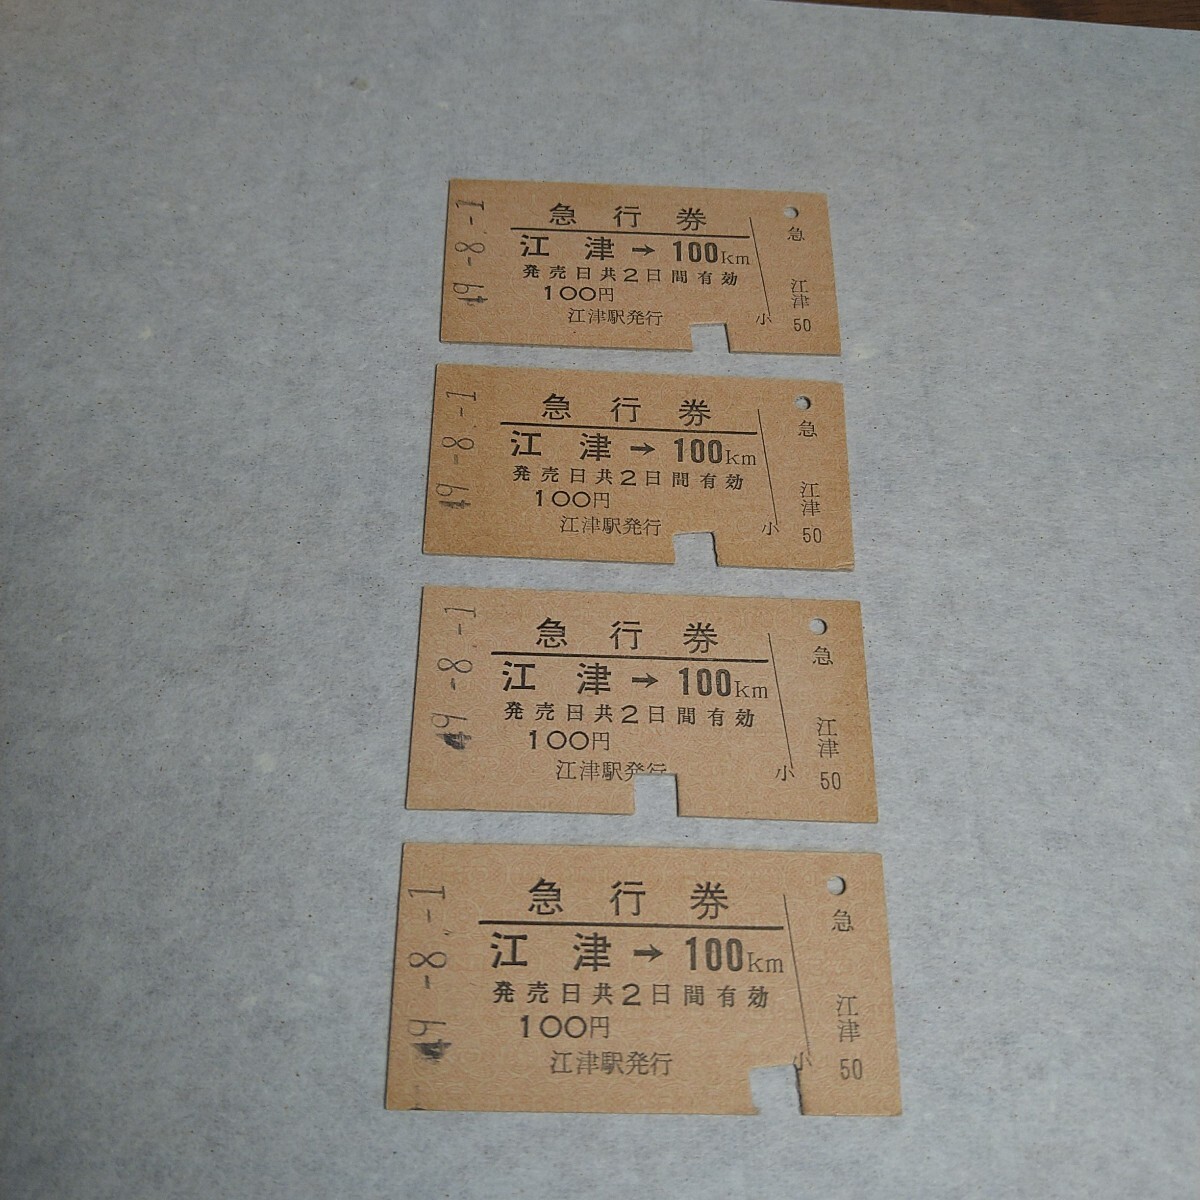 49-8.-1
急行券
江津→100km
発売日共2日間有効
100円
江津駅発行
小
急
江津
50
49-8.-1
急行券
江津→100km
発売日共2日間有効
100円
江津駅発行
小
急
江津
50
49-8.-1
急行券
江津→100km
発売日共2日間有効
100円
江津駅発行
小
急
江津
50
49-8.-1
急行券
江津→100km
発売日共2日間有効
100円
江津駅発行
小
急
江津
50